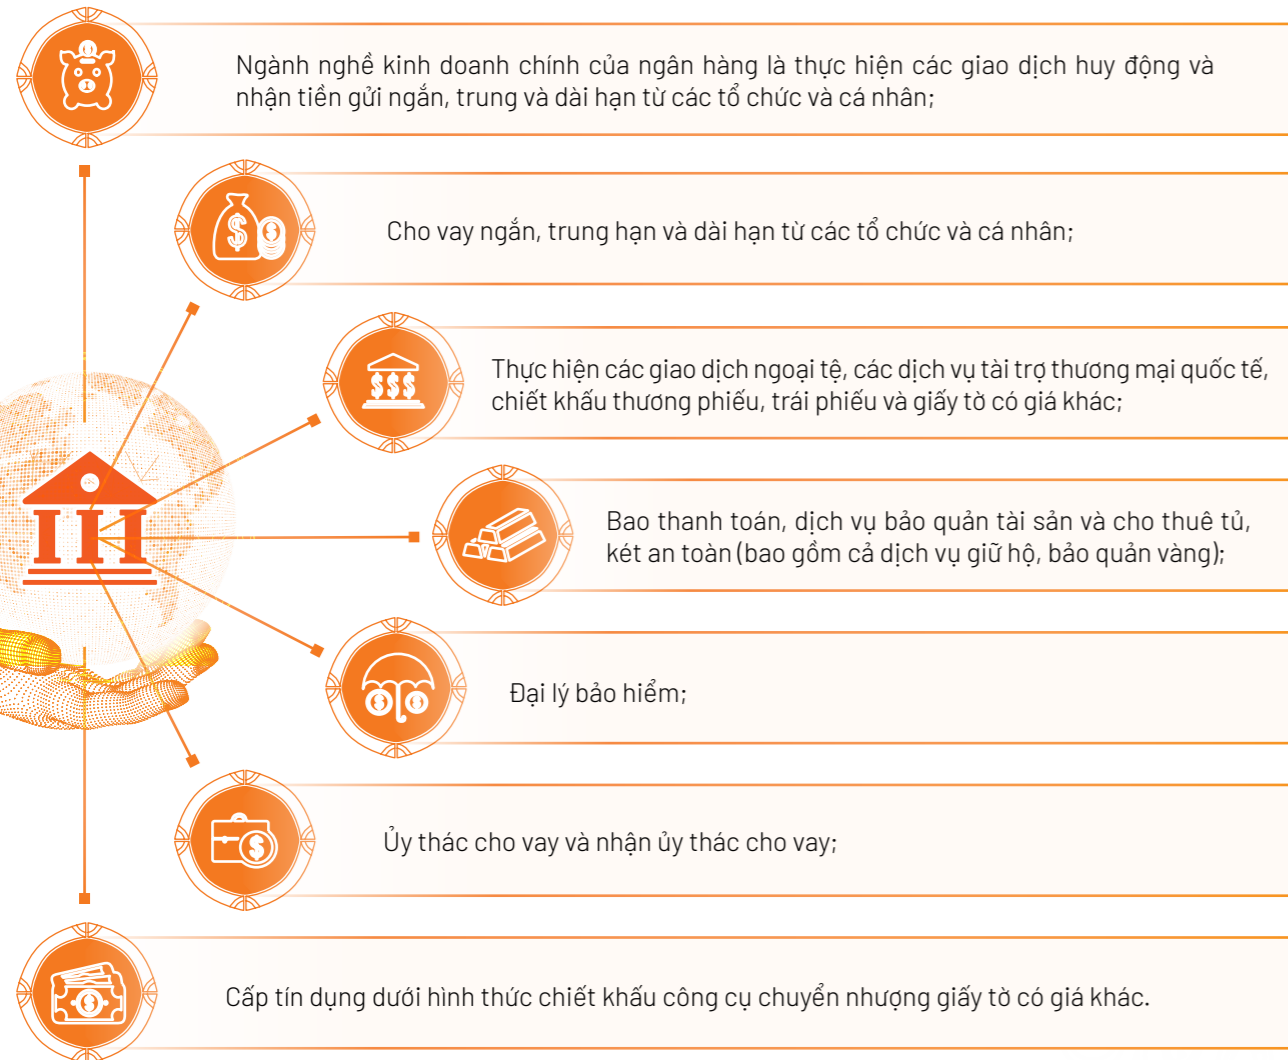 Ngành nghề kinh doanh chính của ngân hàng là thực hiện các giao dịch huy động và
nhận tiền gửi ngắn, trung và dài hạn từ các tổ chức và cá nhân;
Cho vay ngắn, trung hạn và dài hạn từ các tổ chức và cá nhân;
Thực hiện các giao dịch ngoại tệ, các dịch vụ tài trợ thương mại quốc tế,
chiết khấu thương phiếu, trái phiếu và giấy tờ có giá khác;
Bao thanh toán, dịch vụ bảo quản tài sản và cho thuê tủ,
két an toàn (bao gồm cả dịch vụ giữ hộ, bảo quản vàng);
Đại lý bảo hiểm;
Ủy thác cho vay và nhận ủy thác cho vay;
Cấp tín dụng dưới hình thức chiết khấu công cụ chuyển nhượng giấy tờ có giá khác.